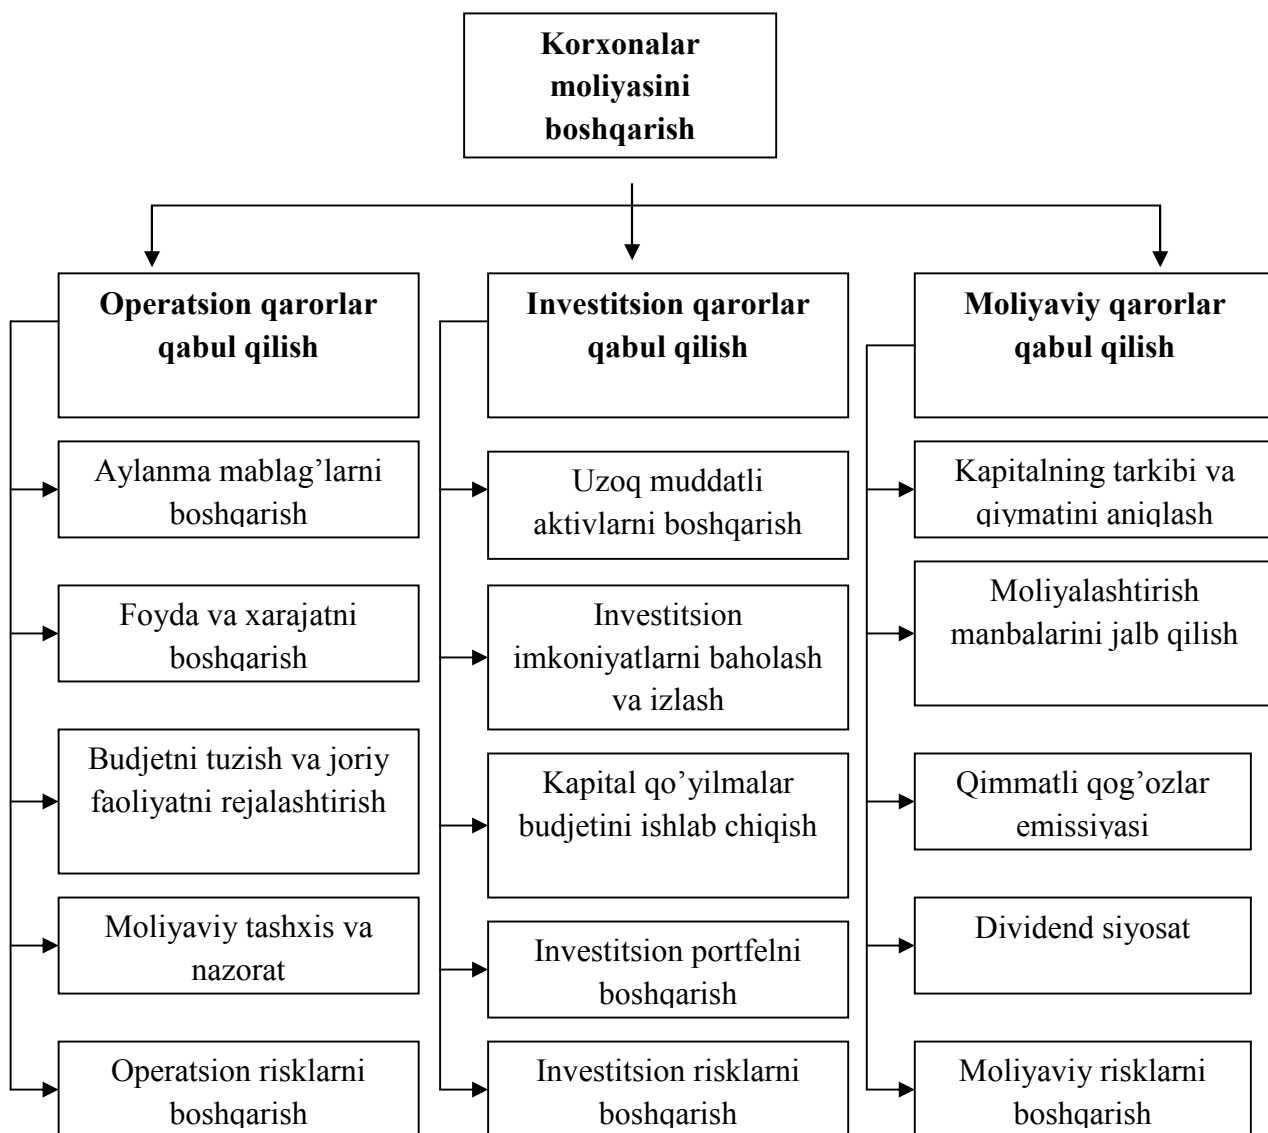 Korxonalar
moliyasini
boshqarish
Operatsion qarorlar
qabul qilish
Investitsion qarorlar
qabul qilish
Moliyaviy qarorlar
qabul qilish
Aylanma mablag’larni
boshqarish
Foyda va xarajatni
boshqarish
Budjetni tuzish va joriy
faoliyatni rejalashtirish
Moliyaviy tashxis va
nazorat
Operatsion risklarni
boshqarish
Uzoq muddatli
aktivlarni boshqarish
Investitsion
imkoniyatlarni baholash
va izlash
Kapital qo’yilmalar
budjetini ishlab chiqish
Investitsion portfelni
boshqarish
Investitsion risklarni
boshqarish
Kapitalning tarkibi va
qiymatini aniqlash
Moliyalashtirish
manbalarini jalb qilish
Qimmatli qog’ozlar
emissiyasi
Dividend siyosat
Moliyaviy risklarni
boshqarish